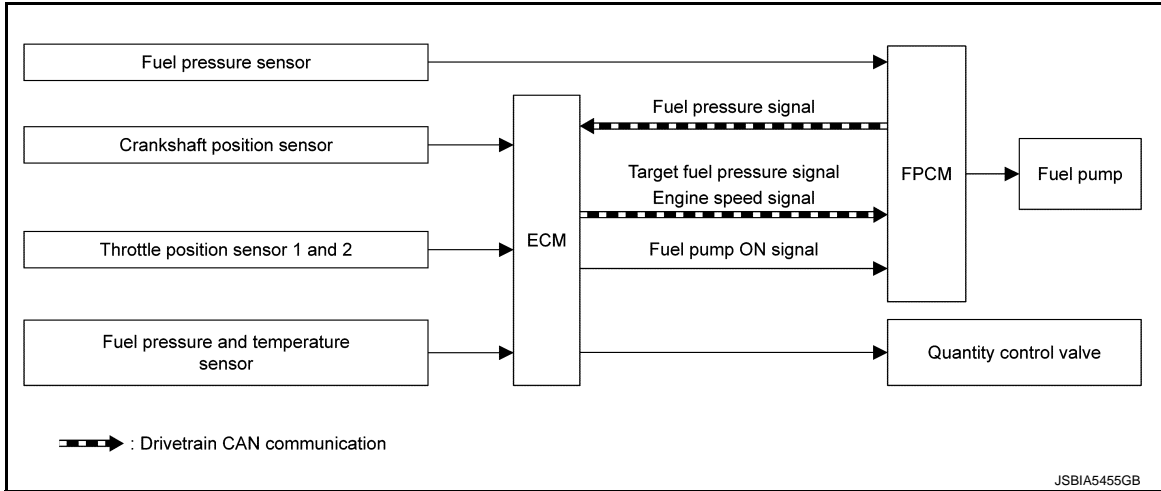 Fuel pressure sensor
Fuel pressure signal
Crankshaft position sensor
Target fuel pressure signal
Engine speed signal
FPCM
Fuel pump
ECM
Throttle position sensor 1 and 2
Fuel pump ON signal
Fuel pressure and temperature
sensor
Quantity control valve
: Drivetrain CAN communication
JSBIA5455GB